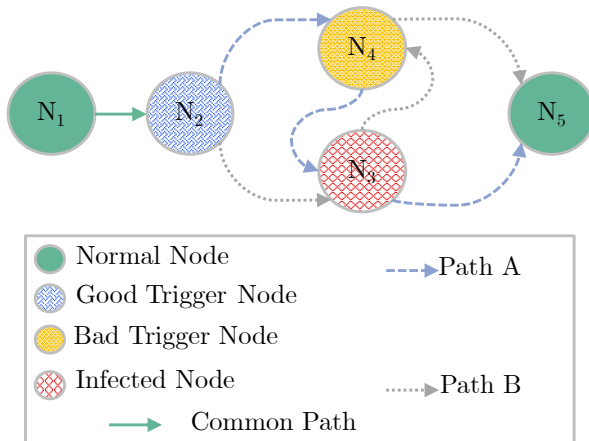 N4
N1
N2
N5
N3
Normal Node
Path A
Good Trigger Node
Bad Trigger Node
Infected Node
Path B
Common Path